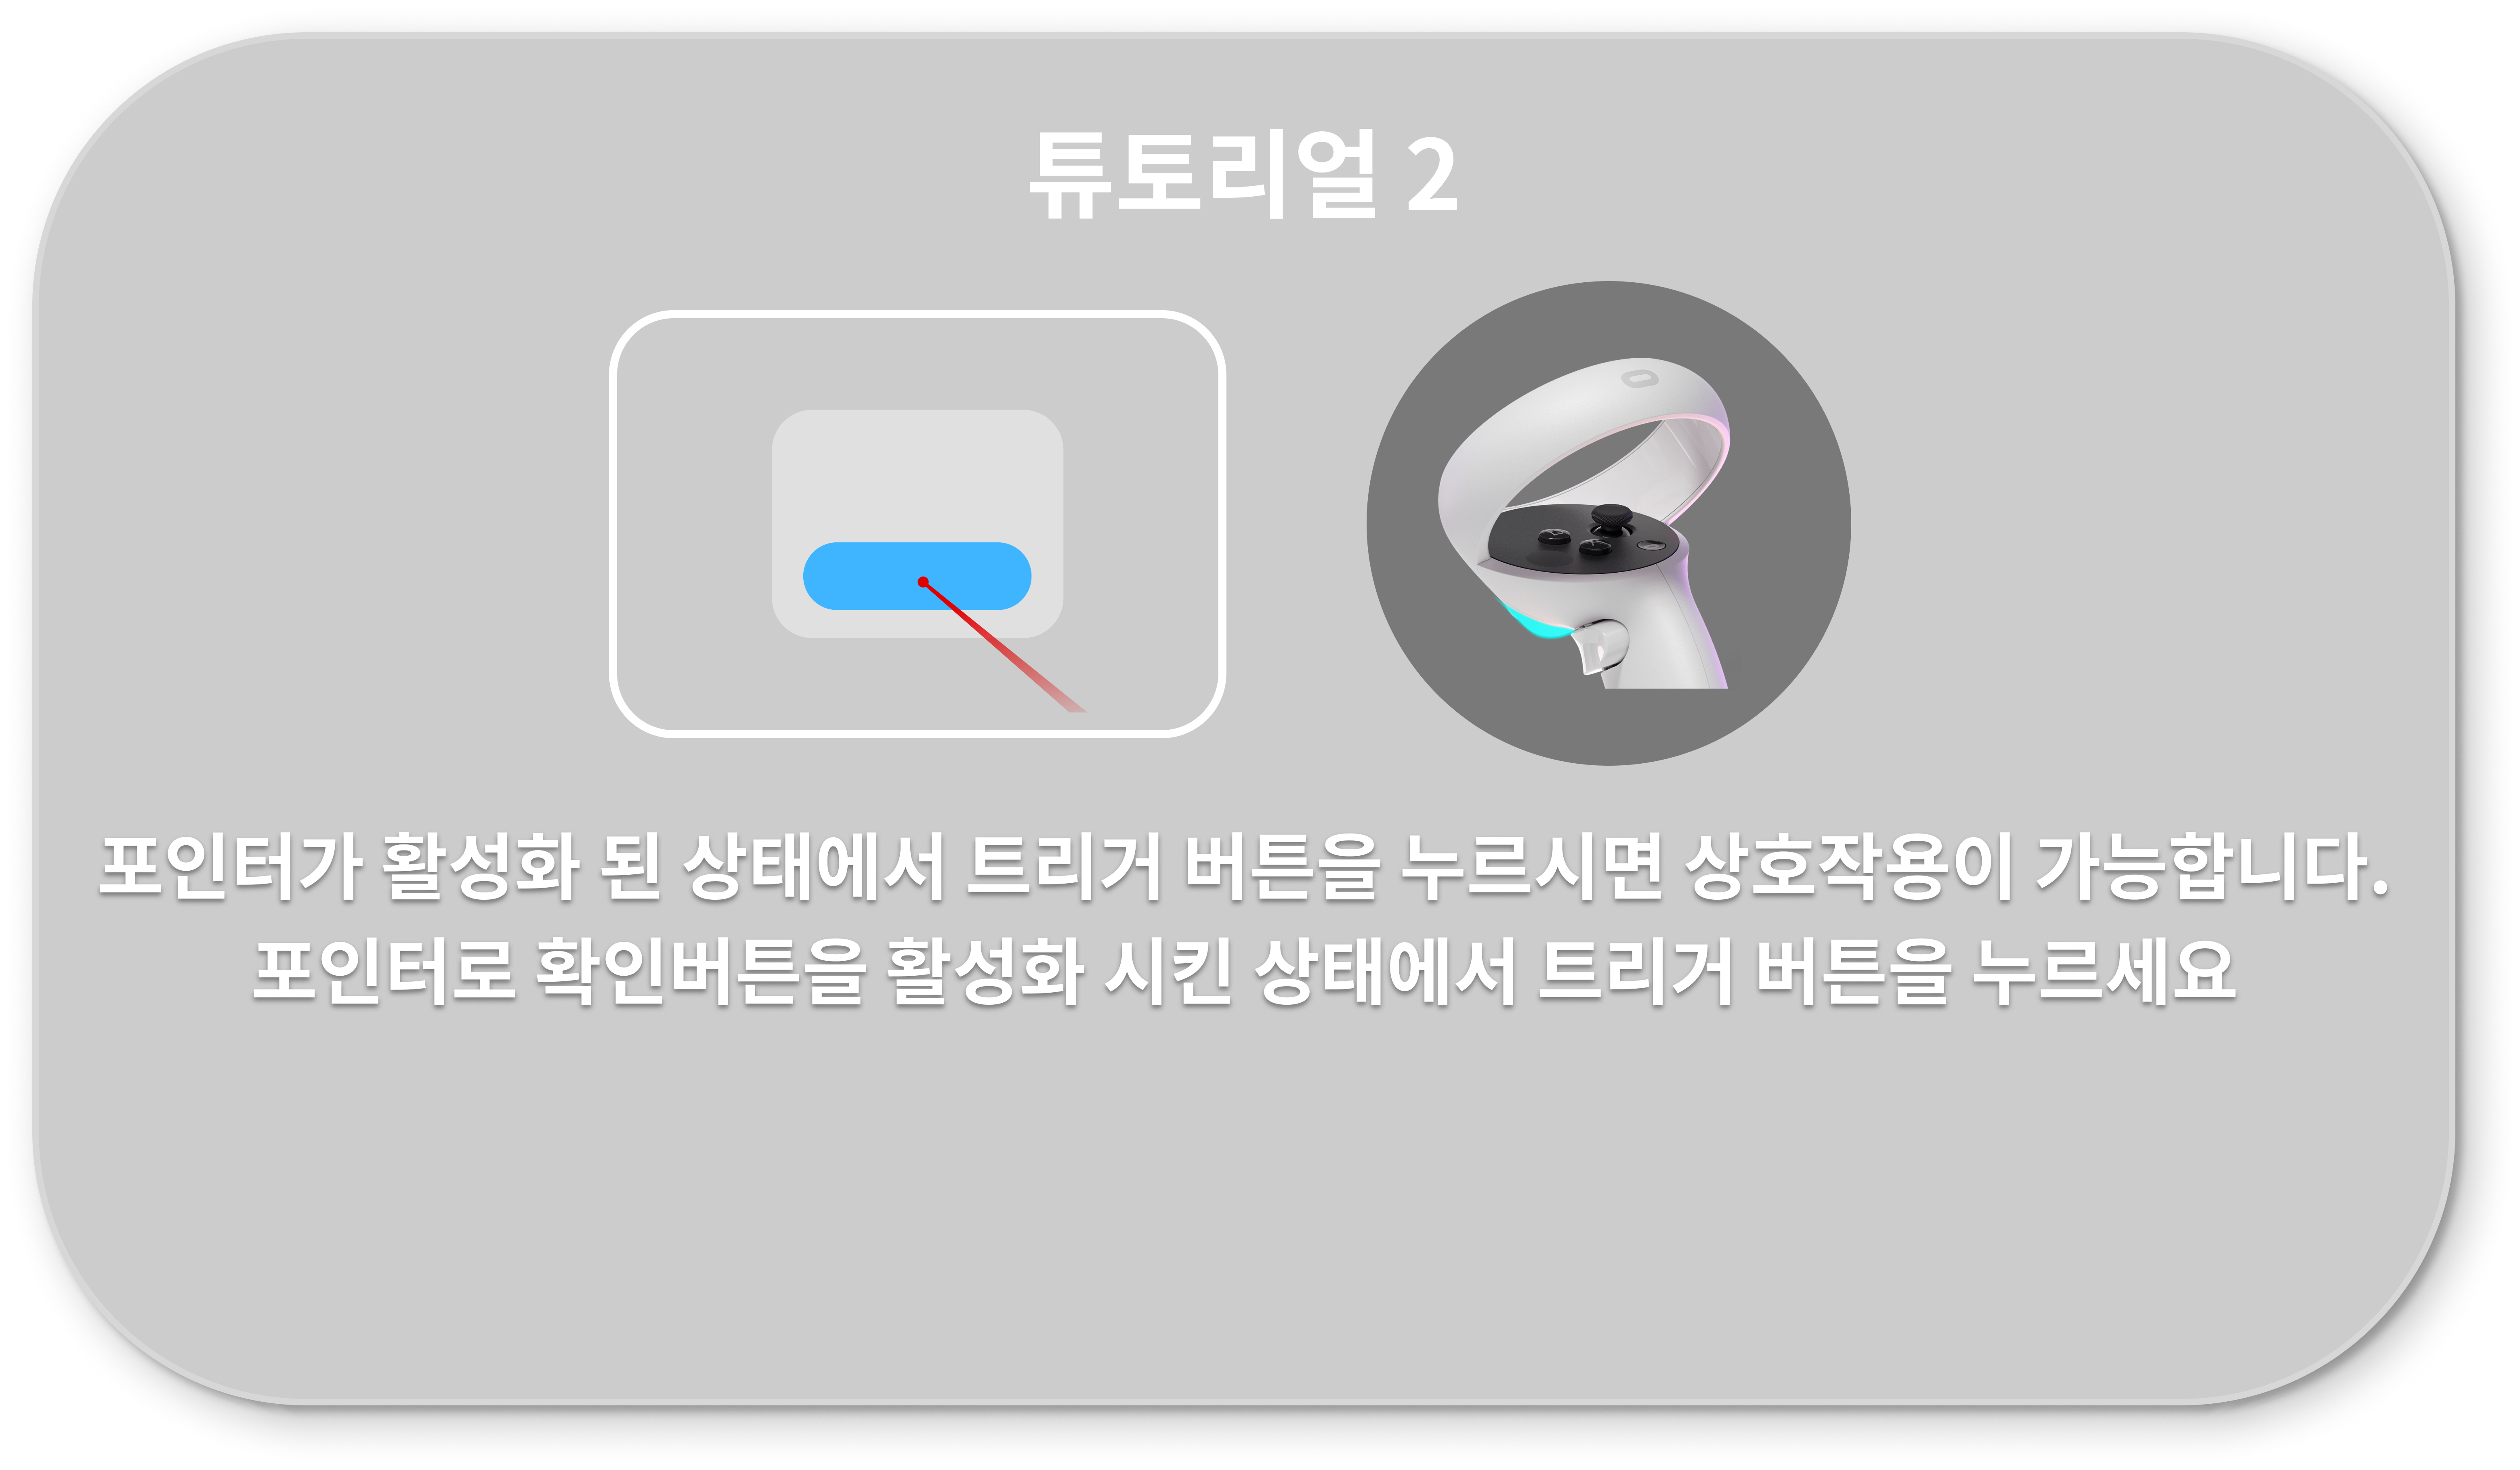 튜토리얼 2
포인터가 활성화 된 상태에서 트리거 버튼을 누르시면 상호작용이 가능합니다.
포인터로 확인버튼을 활성화 시킨 상태에서 트리거 버튼을 누르세요